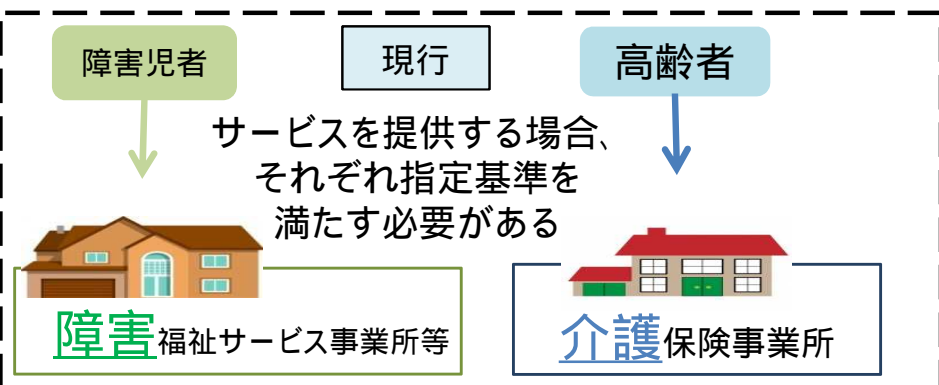 障害児者
現行
高齢者
サービスを提供する場合、
それぞれ指定基準を
満たす必要がある
障害福祉サービス事業所等
介護保険事業所